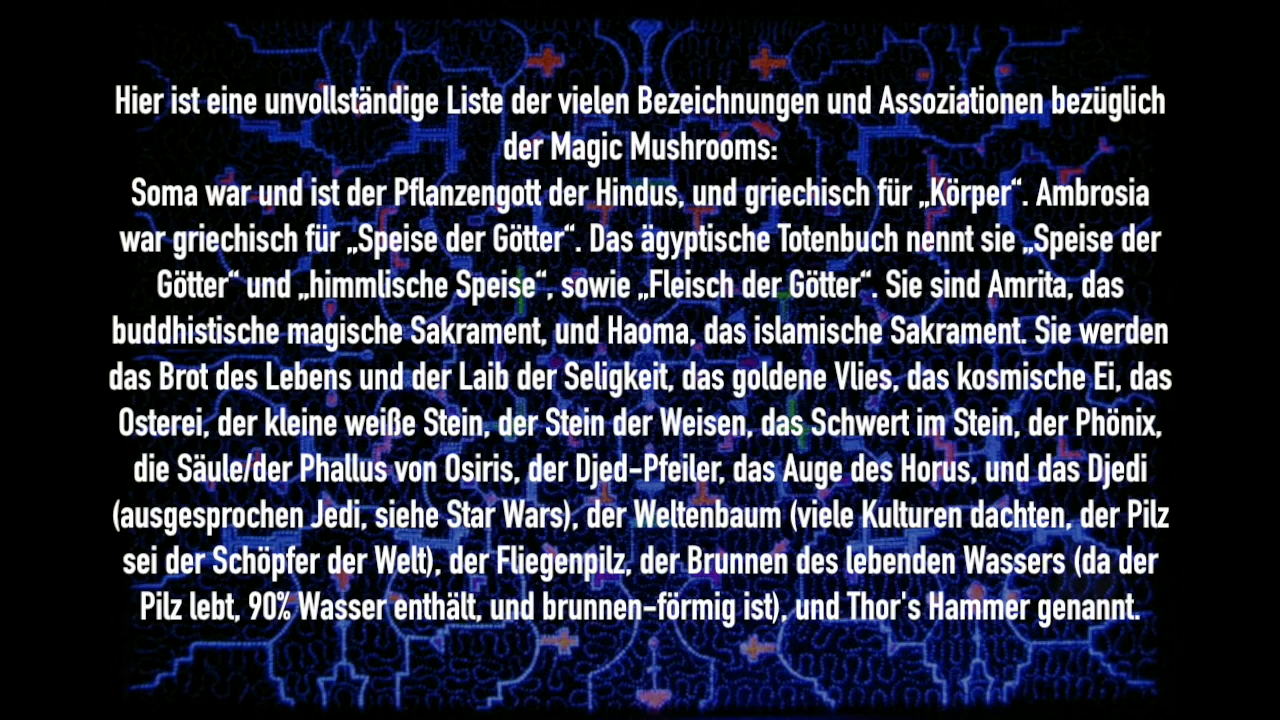 Hier ist eine unvollständige Liste der vielen Bezeichnungen und Assoziationen bezüglich
der Magic Mushrooms:
Soma war und ist der Pflanzengott der Hindus, und griechisch für „Körper“. Ambrosia
war griechisch für „Speise der Götter“. Das ägyptische Totenbuch nennt sie „Speise der
Götter“ und „himmlische Speise“, sowie „Fleisch der Götter“. Sie sind Amrita, das
buddhistische magische Sakrament, und Haoma, das islamische Sakrament. Sie werden
das Brot des Lebens und der Laib der Seligkeit, das goldene Vlies, das kosmische Ei, das
Osterei, der kleine weiße Stein, der Stein der Weisen, das Schwert im Stein, der Phönix,
die Säule/der Phallus von Osiris, der Djed-Pfeiler, das Auge des Horus, und das Djedi
(ausgesprochen Jedi, siehe Star Wars), der Weltenbaum (viele Kulturen dachten, der Pilz
sei der Schöpfer der Welt), der Fliegenpilz, der Brunnen des lebenden Wassers (da der
Pilz lebt, 90% Wasser enthält, und brunnen-förmig ist), und Thor's Hammer genannt.